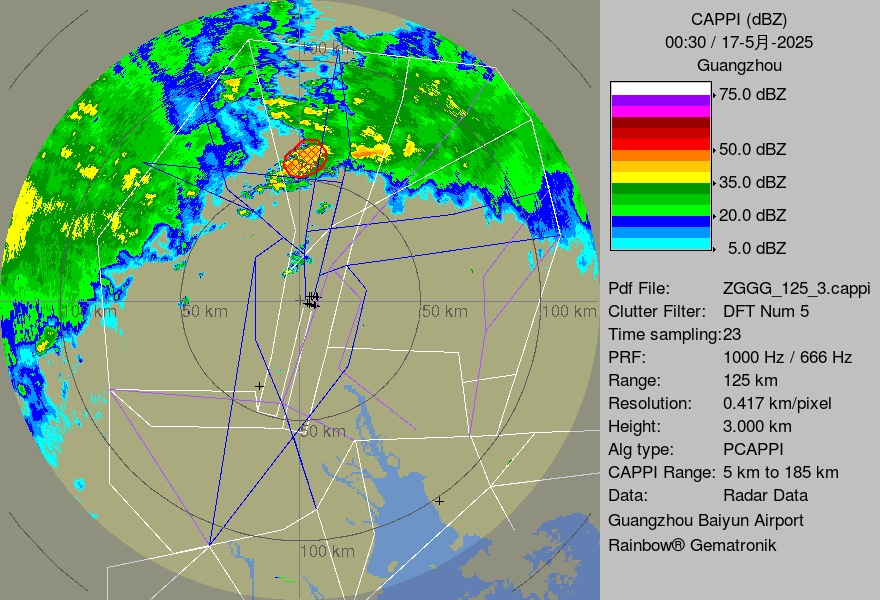 CAPPI (dBZ)
00:30 / 17-5月-2025
Guangzhou
75.0 dBZ
50.0 dBZ
35.0 dBZ
20.0 dBZ
5.0 dBZ
Pdf File: ZGGG_125_3.cappi
Clutter Filter: DFT Num 5
Time sampling:23
PRF: 1000 Hz / 666 Hz
Range: 125 km
Resolution: 0.417 km/pixel
Height: 3.000 km
Alg type: PCAPPI
CAPPI Range: 5 km to 185 km
Data: Radar Data
Guangzhou Baiyun Airport
Rainbow® Gematronik
100 km
100 km
50 km
50 km
100 km
50 km
100 km